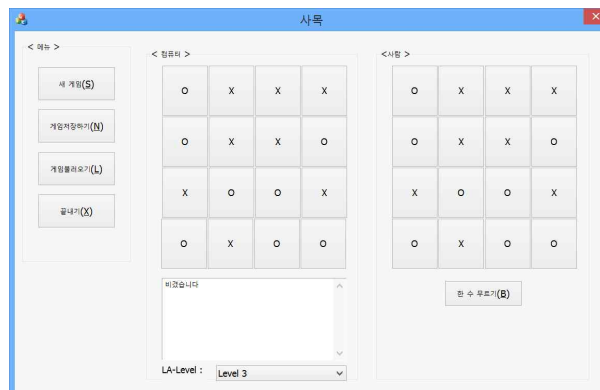 사목
< 메뉴 >
새 게임(S)
게임저장하기(N)
게임불러오기(L)
끝내기(X)
< 컴퓨터 >
O X X X
O X X O
X O O X
O X O O
비겼습니다
LA-Level : Level 3
<사람 >
O X X X
O X X O
X O O X
O X O O
한 수 무르기(B)